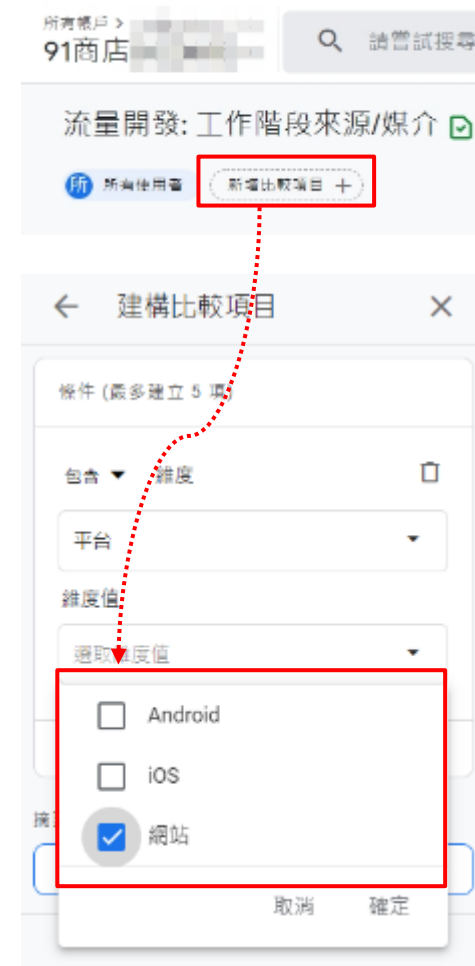 所有帳戶 >
91商店
請嘗試搜尋
流量開發: 工作階段來源/媒介
所 所有使用者 新增比較項目 +
建構比較項目
條件 (最多建立 5 項)
包含 維度
平台
維度值
選取維度值
Android
iOS
網站
取消 確定